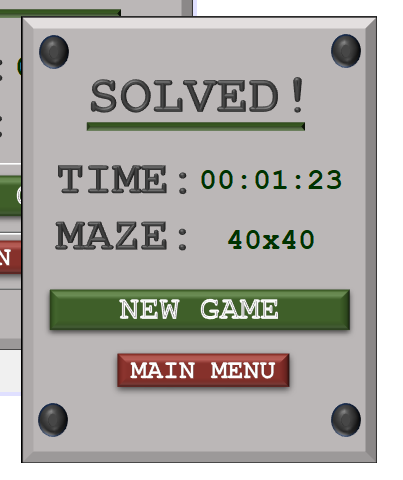 SOLVED!
TIME: 00:01:23
MAZE: 40x40
NEW GAME
MAIN MENU